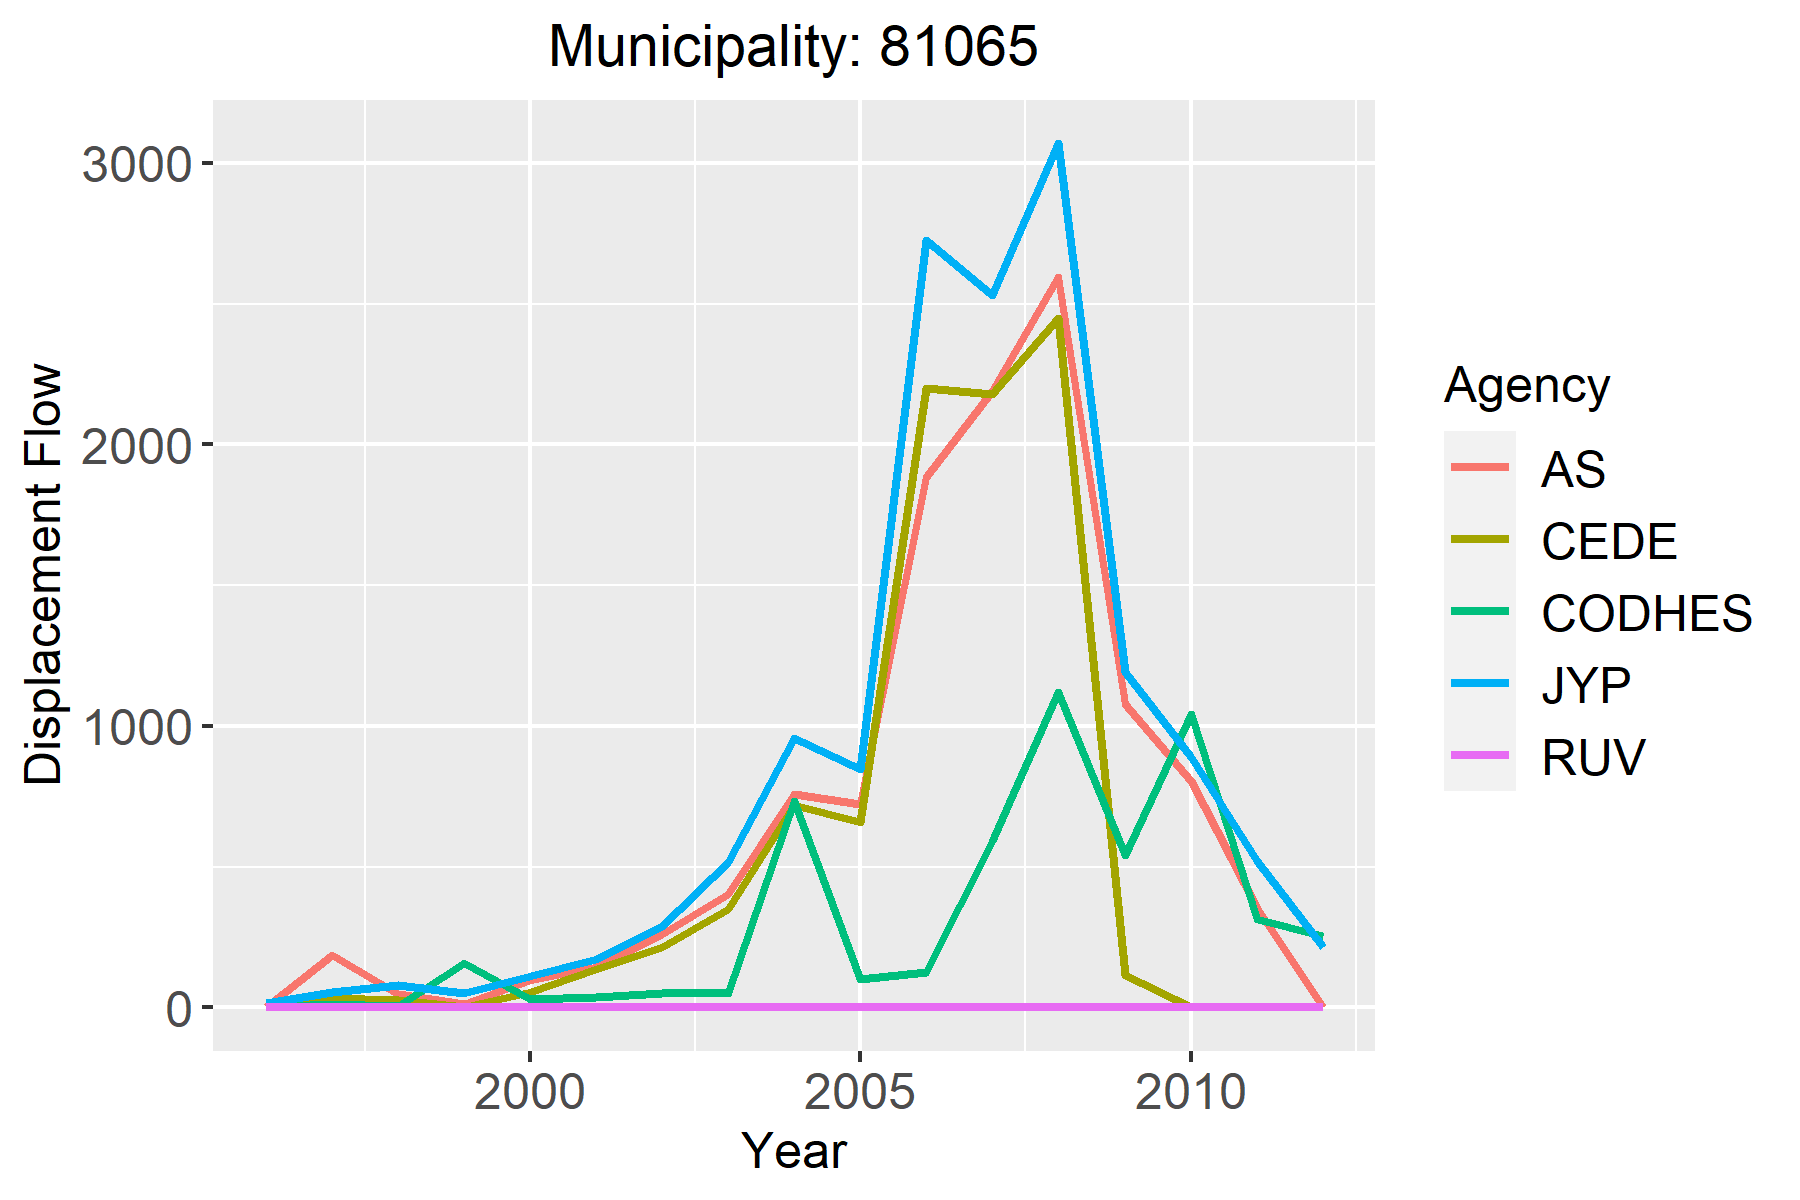 Municipality: 81065
3000
2000
1000
0
Displacement Flow
2000 2005 2010
Year
Agency
AS
CEDE
CODHES
JYP
RUV